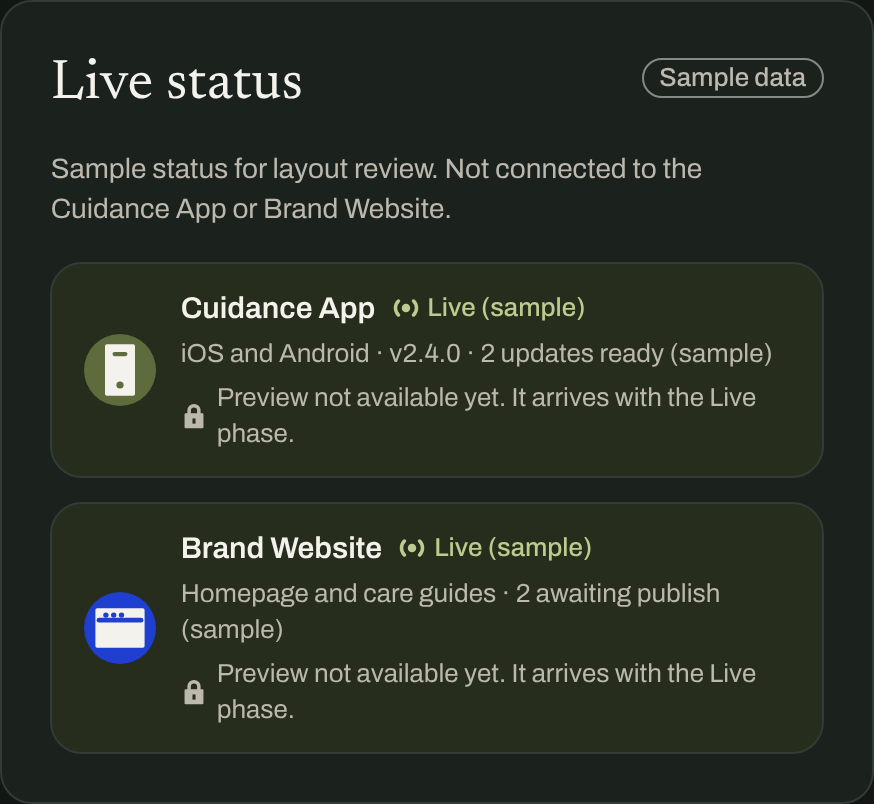 Live status
Sample data
Sample status for layout review. Not connected to the
Cuidance App or Brand Website.
Cuidance App Live (sample)
iOS and Android · v2.4.0 · 2 updates ready (sample)
Preview not available yet. It arrives with the Live
phase.
Brand Website Live (sample)
Homepage and care guides · 2 awaiting publish
(sample)
Preview not available yet. It arrives with the Live
phase.